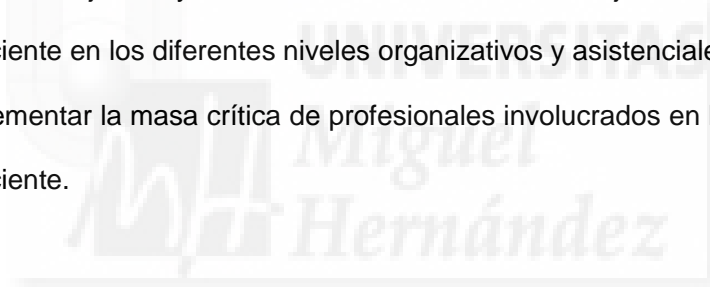 ciente en los diferentes niveles organizativos y asistenciale
UNIVERSITAS
ementar la masa crítica de profesionales involucrados en
Miguel
ciente.
Hernández